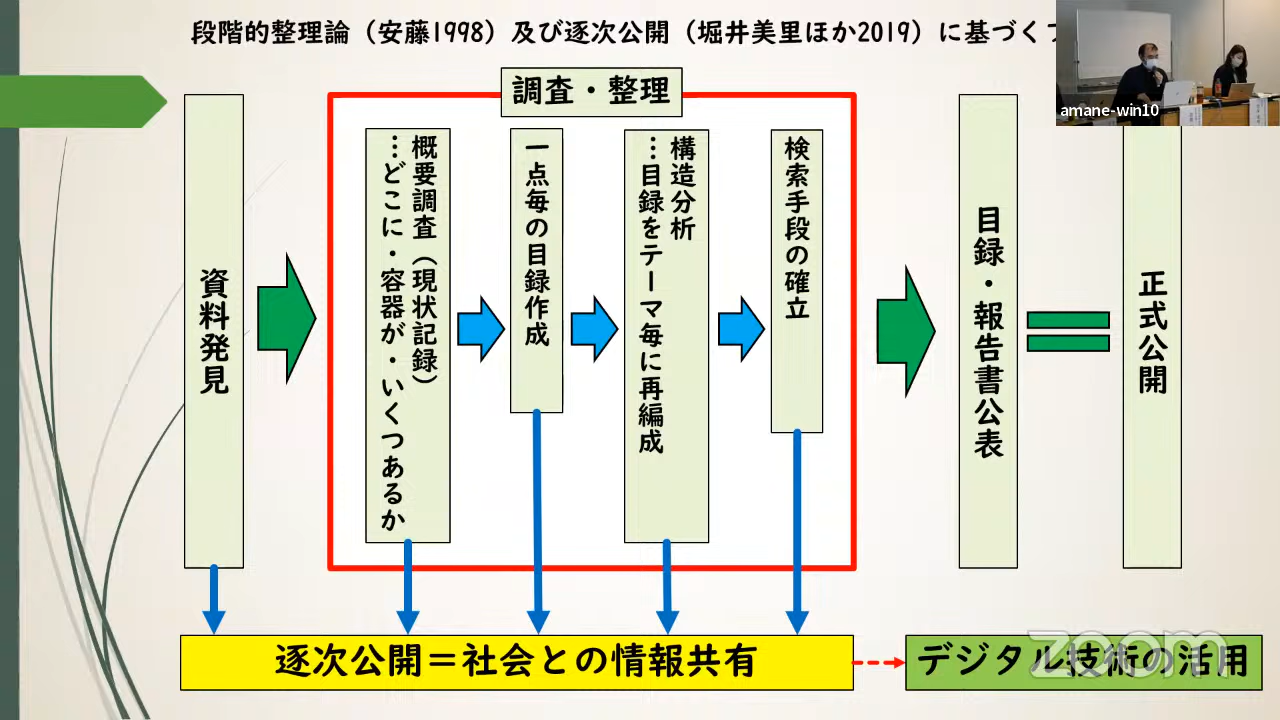 段階的整理論（安藤1998）及び逐次公開（堀井美里ほか2019）に基づく
amane-win10
調査・整理
資料発見
概要調査（現状記録）
…どこに・容器が・いくつあるか
一点毎の目録作成
構造分析
…目録をテーマ毎に再編成
検索手段の確立
目録・報告書公表
正式公開
逐次公開＝社会との情報共有
デジタル技術の活用
zoom